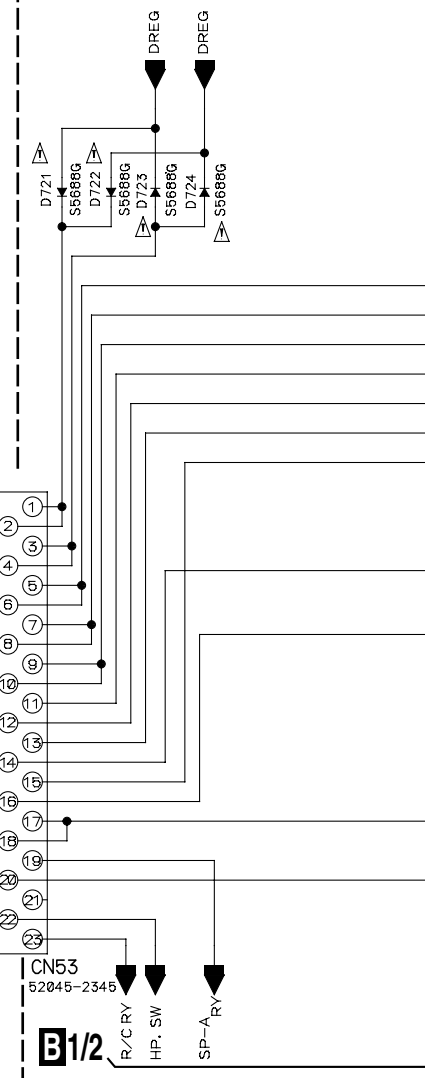 DREG
DREG
D721
S5688G
D722
S5688G
D723
S5688G
D724
S5688G
1
2
3
4
5
6
7
8
9
10
11
12
13
14
15
16
17
18
19
20
21
22
23
CN53
52045-2345
R/C RY
HP. SW
SP-A RY
B 1/2